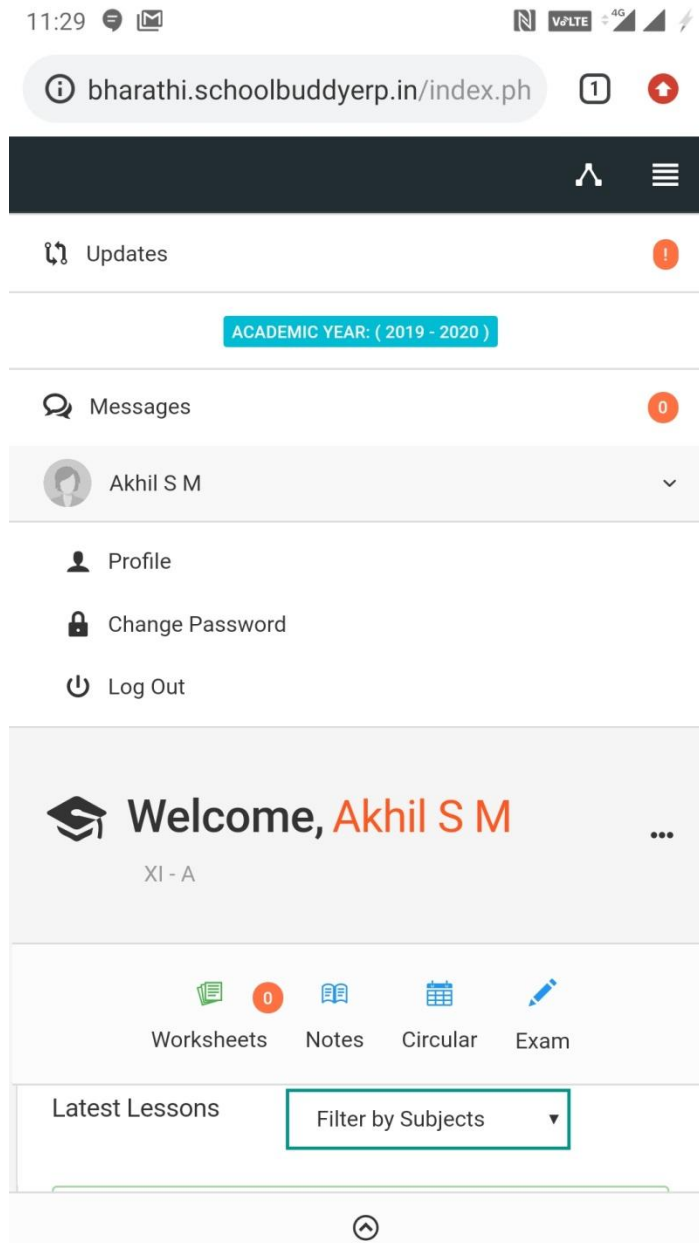 11:29 VoLTE 4G
bharathi.schoolbuddyerp.in/index.ph 1
Updates !
ACADEMIC YEAR: ( 2019 - 2020 )
Messages 0
Akhil S M
Profile
Change Password
Log Out
Welcome, Akhil S M
XI - A
0
Worksheets Notes Circular Exam
Latest Lessons Filter by Subjects